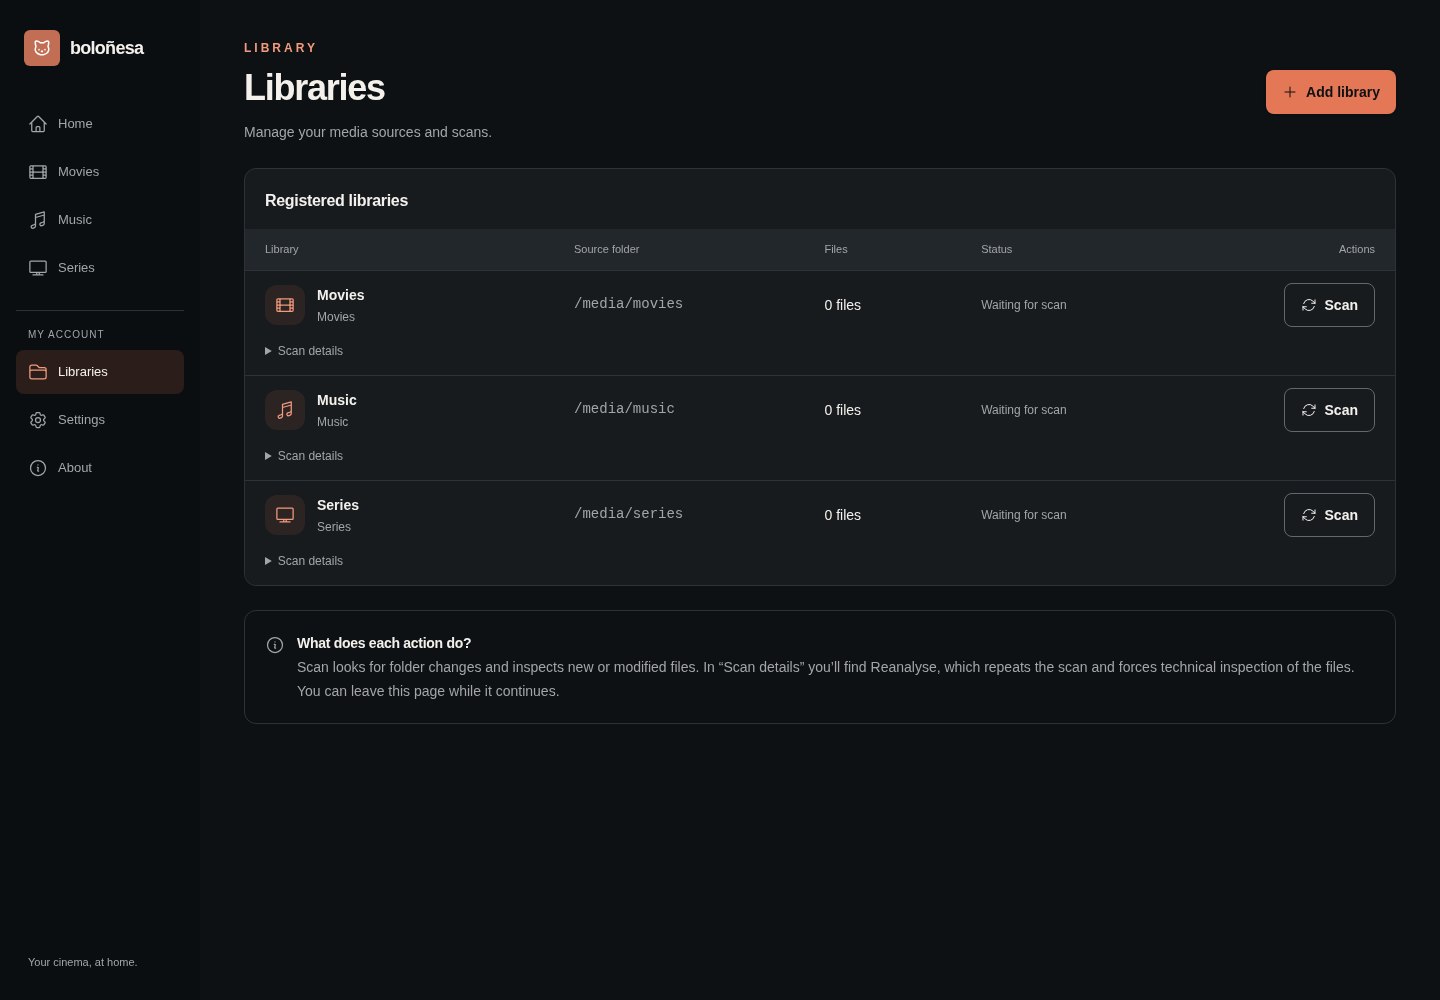 boloñesa
Home
Movies
Music
Series
MY ACCOUNT
Libraries
Settings
About
Your cinema, at home.
LIBRARY
Libraries
Manage your media sources and scans.
Add library
Registered libraries
Library Source folder Files Status Actions
Movies
Movies
/media/movies 0 files Waiting for scan Scan
Scan details
Music
Music
/media/music 0 files Waiting for scan Scan
Scan details
Series
Series
/media/series 0 files Waiting for scan Scan
Scan details
What does each action do?
Scan looks for folder changes and inspects new or modified files. In “Scan details” you’ll find Reanalyse, which repeats the scan and forces technical inspection of the files.
You can leave this page while it continues.